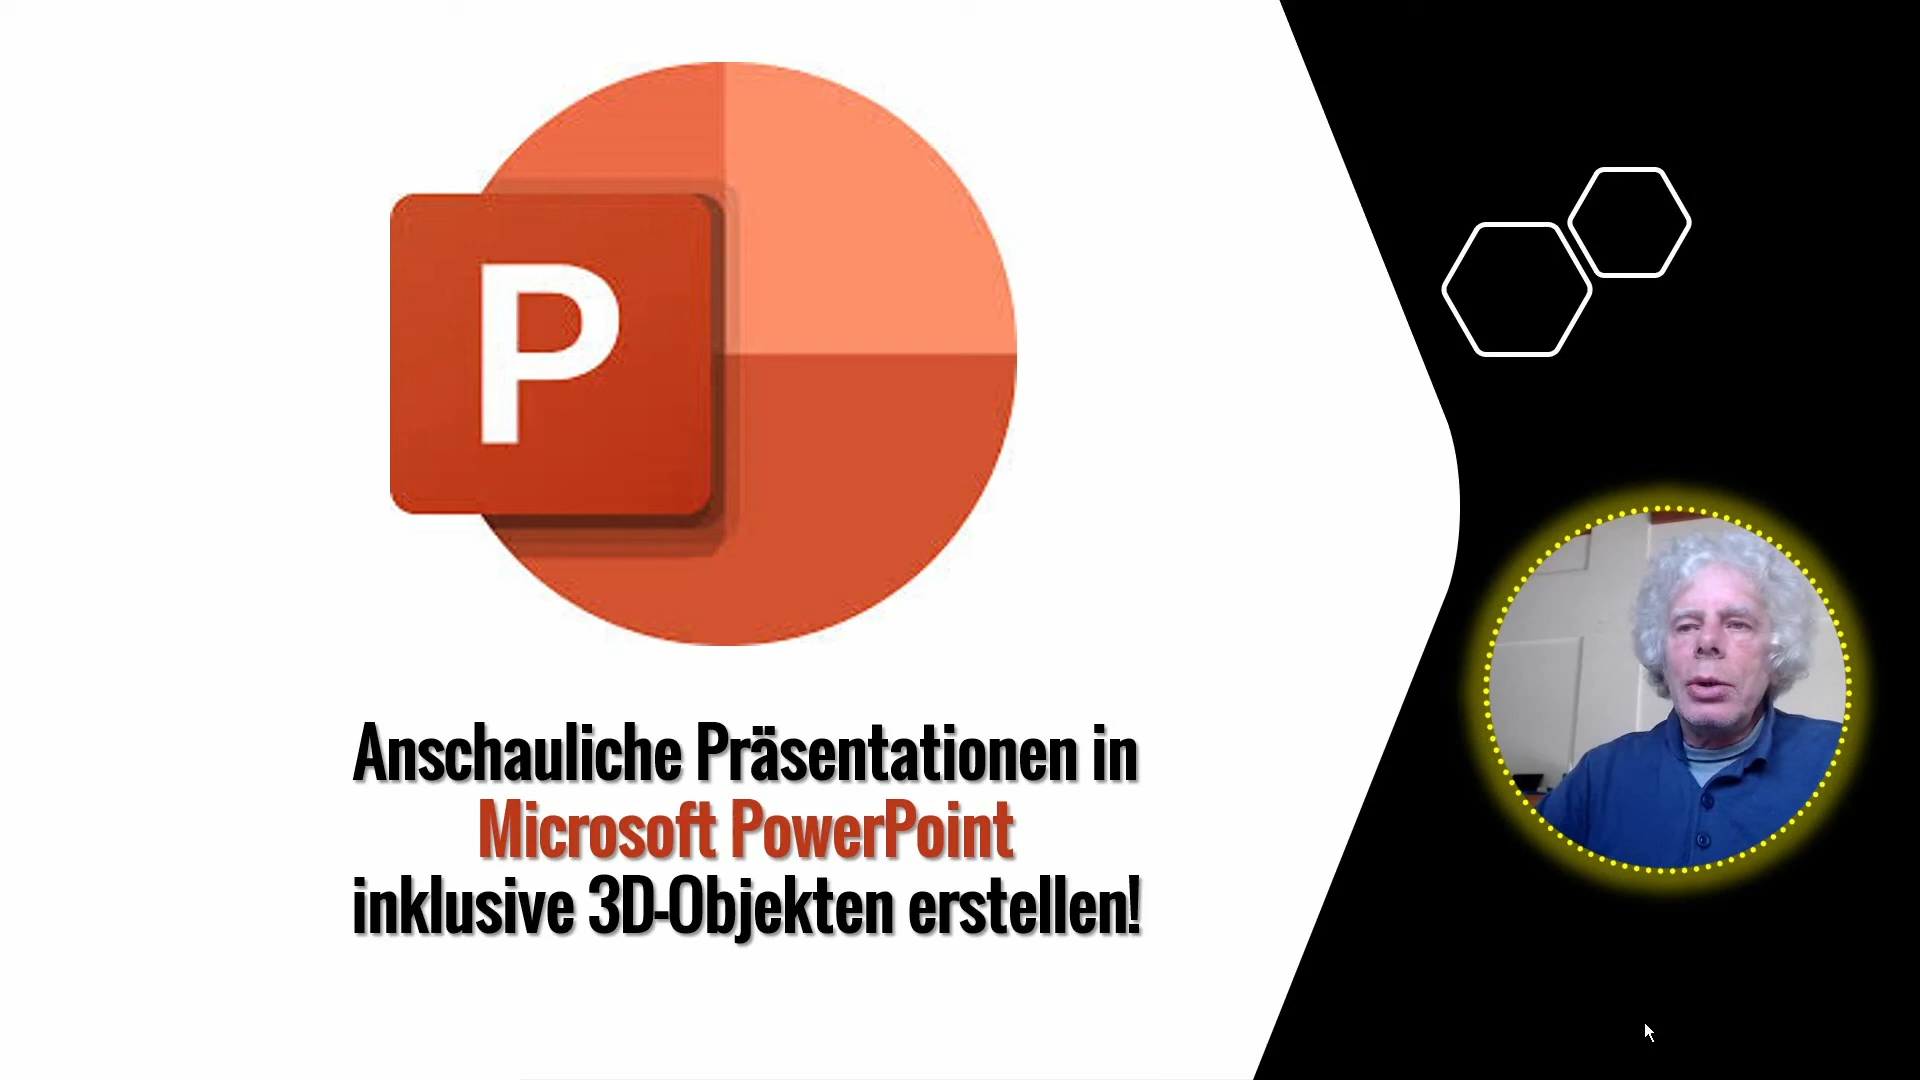 P
Anschauliche Präsentationen in
Microsoft PowerPoint
inklusive 3D-Objekten erstellen!